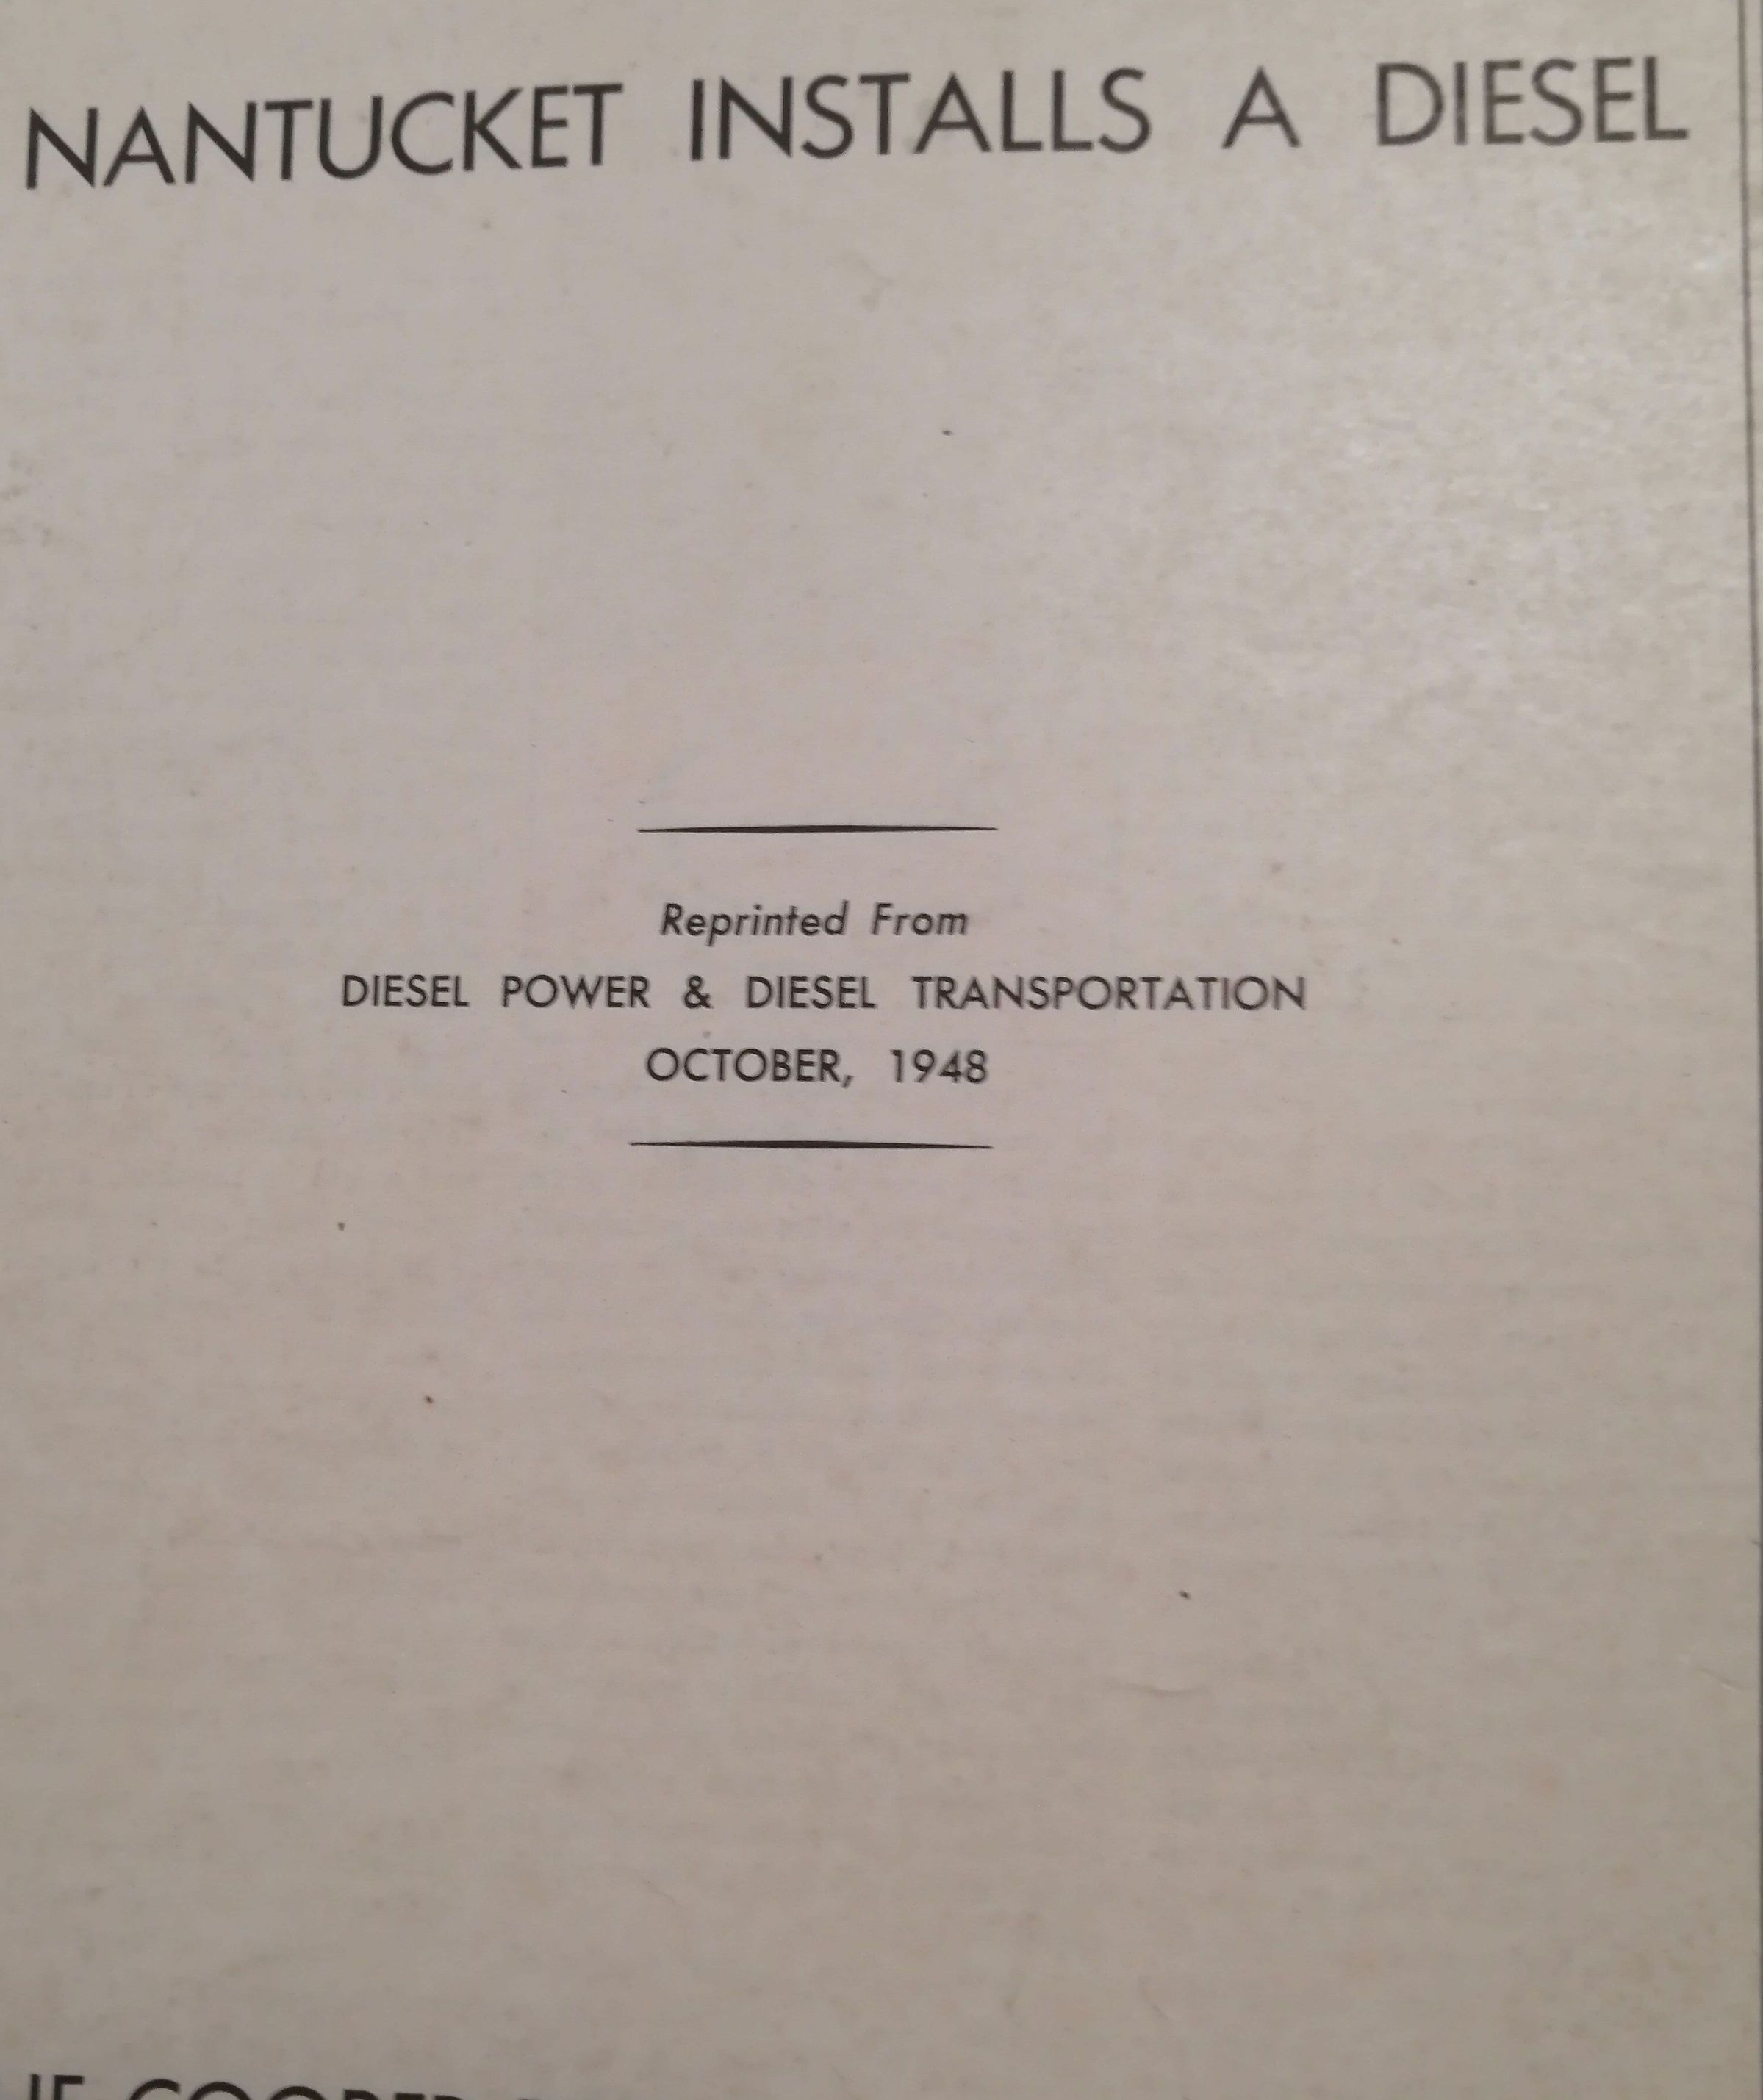 NANTUCKET INSTALLS A DIESEL
Reprinted From
DIESEL POWER & DIESEL TRANSPORTATION
OCTOBER, 1948